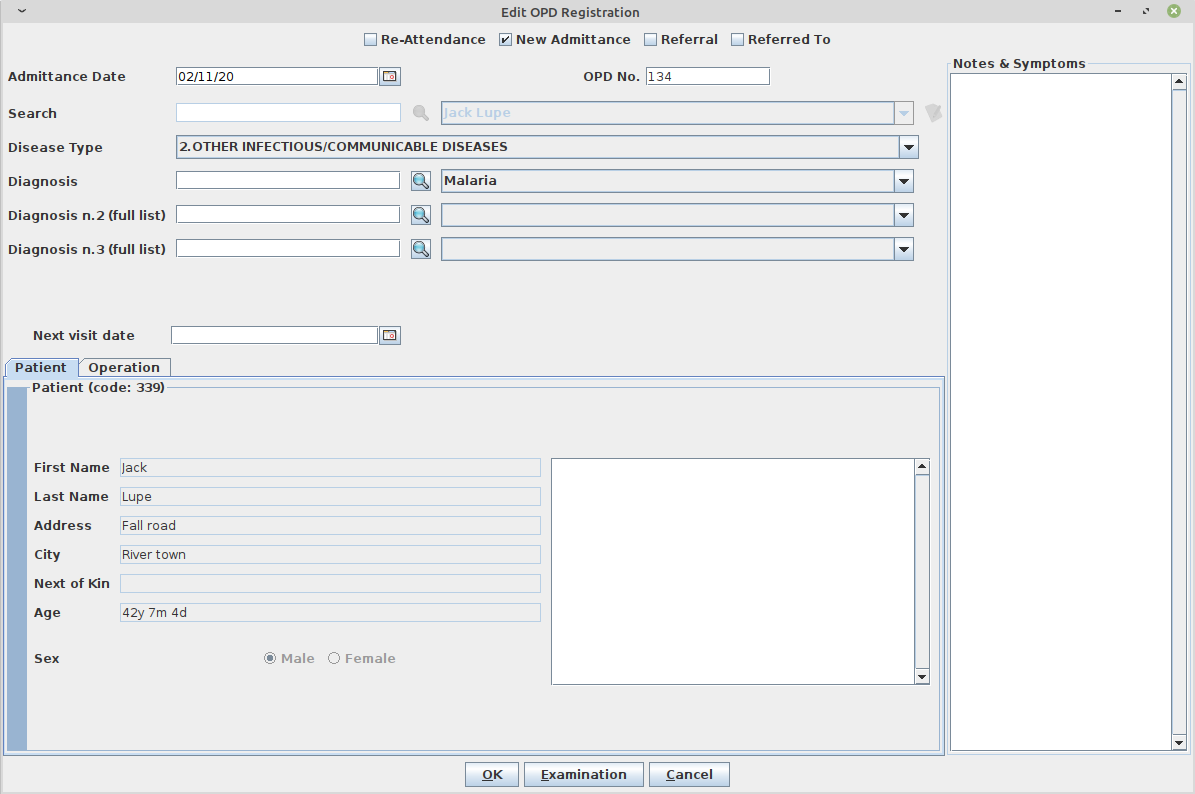 Edit OPD Registration
Re-Attendance New Admittance Referral Referred To
Notes & Symptoms
Admittance Date 02/11/20 OPD No. 134
Search Jack Lupe
Disease Type 2.OTHER INFECTIOUS/COMMUNICABLE DISEASES
Diagnosis Malaria
Diagnosis n.2 (full list)
Diagnosis n.3 (full list)
Next visit date
Patient Operation
Patient (code: 339)
First Name Jack
Last Name Lupe
Address Fall road
City River town
Next of Kin
Age 42y 7m 4d
Sex Male Female
OK Examination Cancel